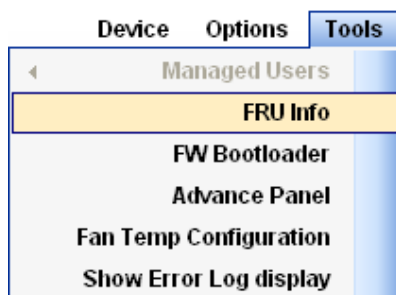 Device Options Tools
Managed Users
FRU Info
FW Bootloader
Advance Panel
Fan Temp Configuration
Show Error Log display